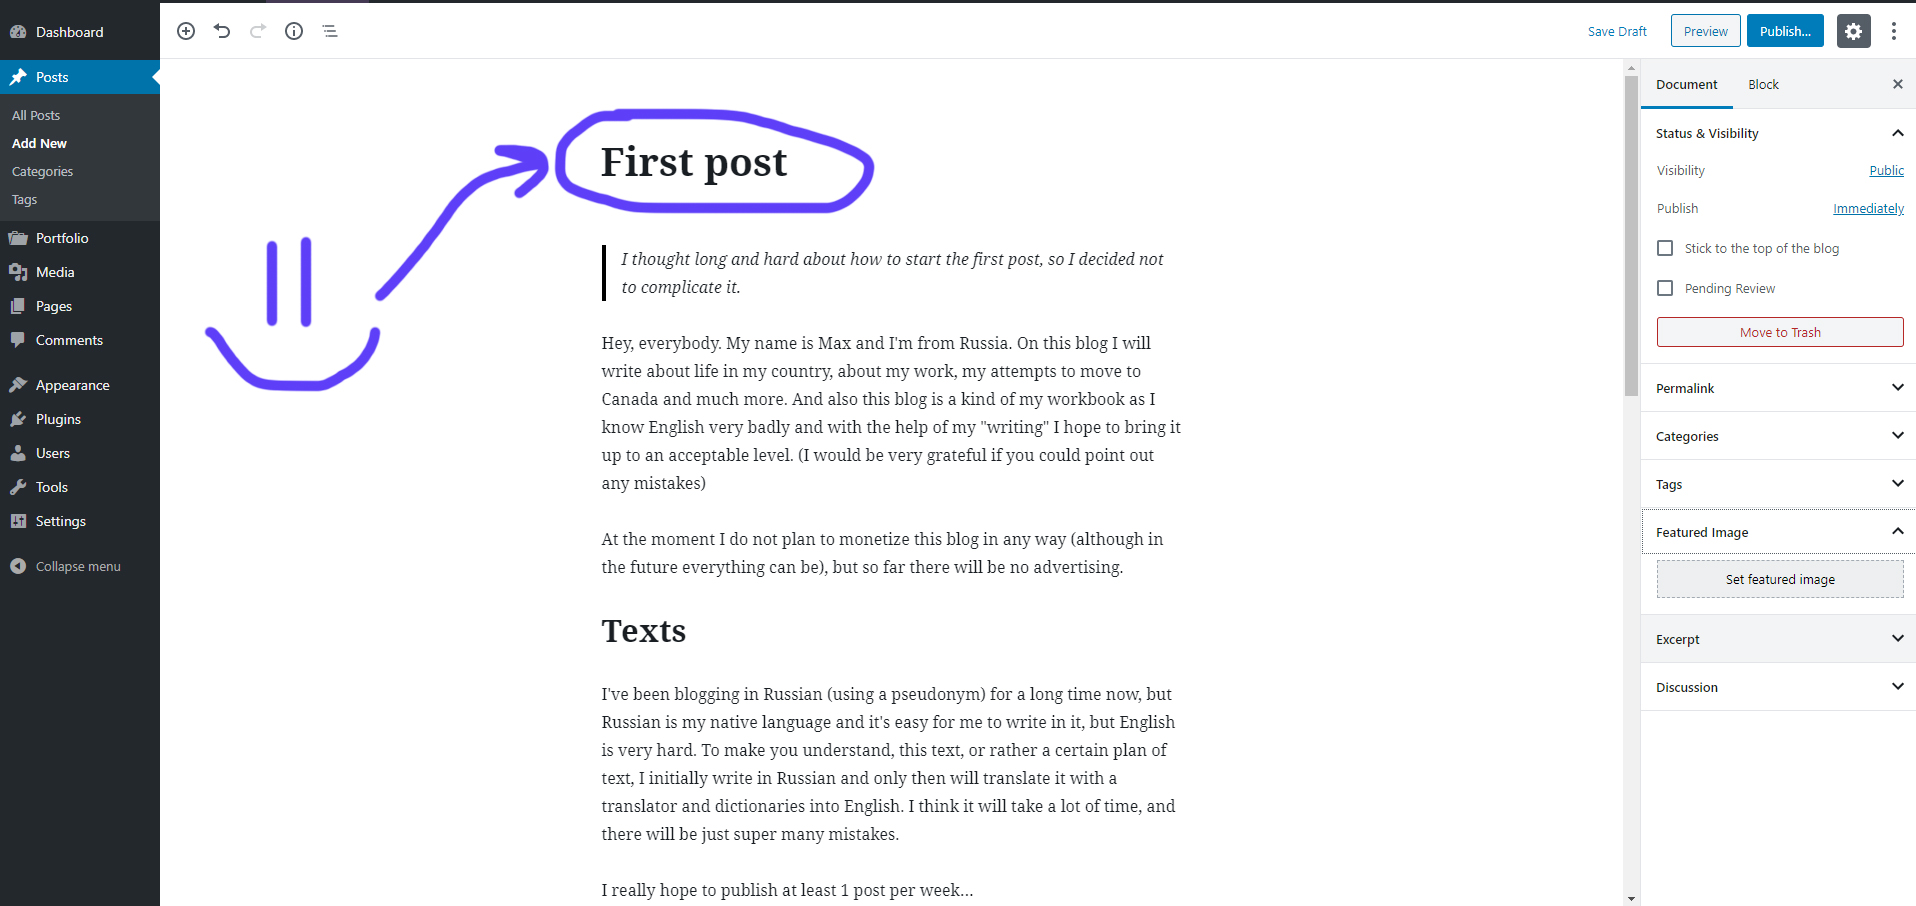 Dashboard
Posts
All Posts
Add New
Categories
Tags
Portfolio
Media
Pages
Comments
Appearance
Plugins
Users
Tools
Settings
Collapse menu
Save Draft
Preview
Publish...
First post
I thought long and hard about how to start the first post, so I decided not
to complicate it.
Hey, everybody. My name is Max and I'm from Russia. On this blog I will
write about life in my country, about my work, my attempts to move to
Canada and much more. And also this blog is a kind of my workbook as I
know English very badly and with the help of my "writing" I hope to bring it
up to an acceptable level. (I would be very grateful if you could point out
any mistakes)
At the moment I do not plan to monetize this blog in any way (although in
the future everything can be), but so far there will be no advertising.
Texts
I've been blogging in Russian (using a pseudonym) for a long time now, but
Russian is my native language and it's easy for me to write in it, but English
is very hard. To make you understand, this text, or rather a certain plan of
text, I initially write in Russian and only then will translate it with a
translator and dictionaries into English. I think it will take a lot of time, and
there will be just super many mistakes.
I really hope to publish at least 1 post per week...
Document
Block
Status & Visibility
Visibility
Public
Publish
Immediately
Stick to the top of the blog
Pending Review
Move to Trash
Permalink
Categories
Tags
Featured Image
Set featured image
Excerpt
Discussion